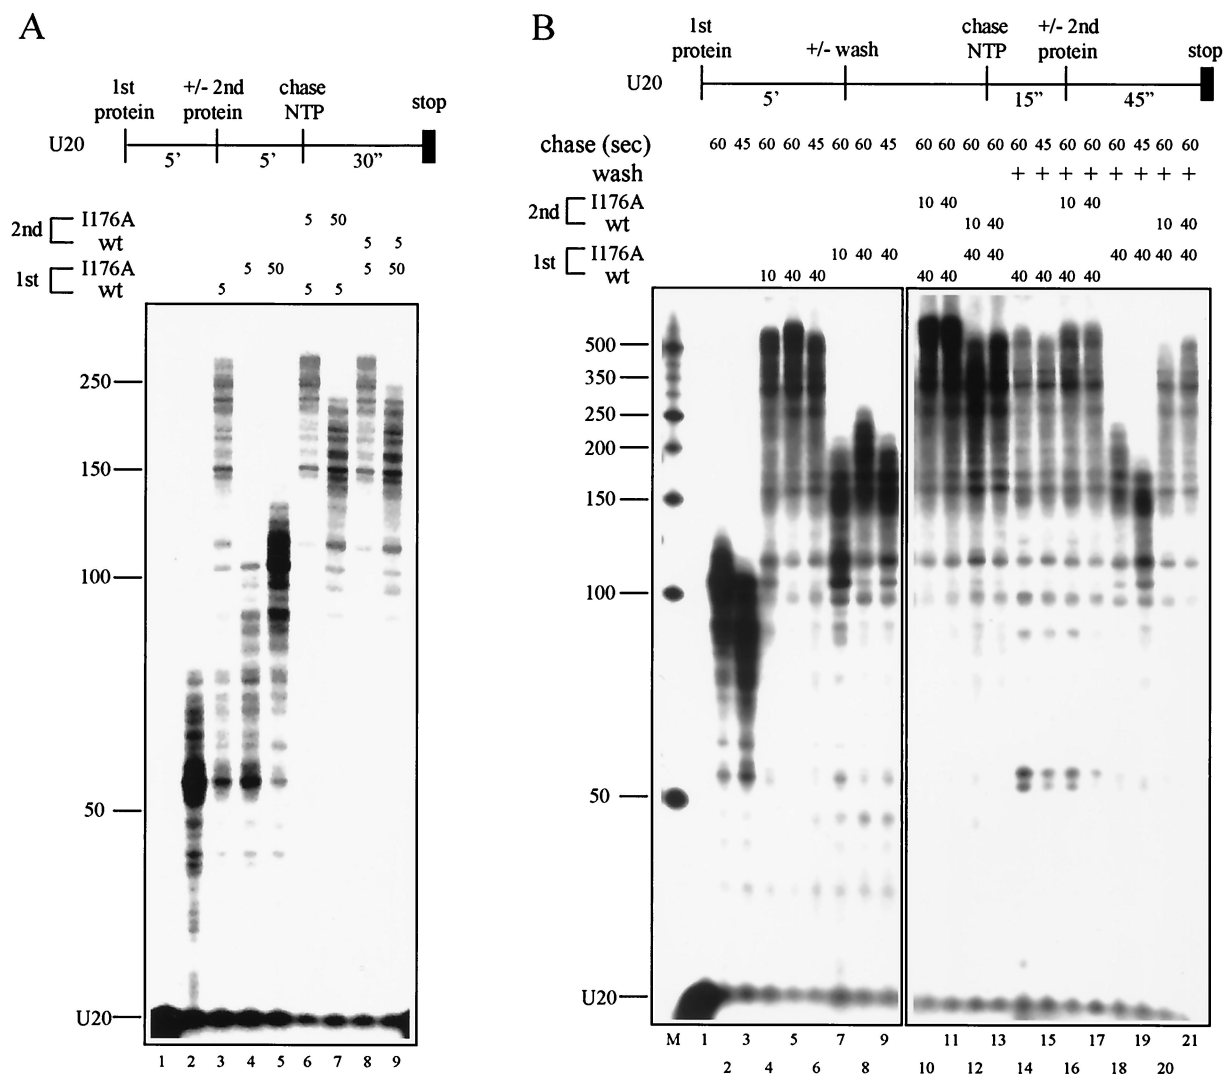 A
1st protein
+/- 2nd protein
chase NTP
stop
U20
5’
5’
30”
2nd
I176A 5 50
wt 5 5
1st
I176A 5 50 5 50
wt 5 5 5
250
150
100
50
U20
1 2 3 4 5 6 7 8 9
B
1st protein
+/- wash
chase NTP
+/- 2nd protein
stop
U20
5’
15”
45”
chase (sec) 60 45 60 60 45 60 60 45 60 60 60 60 60 45 60 60 60 45 60 60
wash + + + + + + + +
2nd
I176A 10 40 10 40
wt 10 40 10 40
1st
I176A 10 40 40 40 40 40 40 40 40
wt 10 40 40 40 40 40 40 40 40
500
350
250
200
150
100
50
U20
M 1 3 5 7 9 11 13 15 17 19 21
2 4 6 8 10 12 14 16 18 20